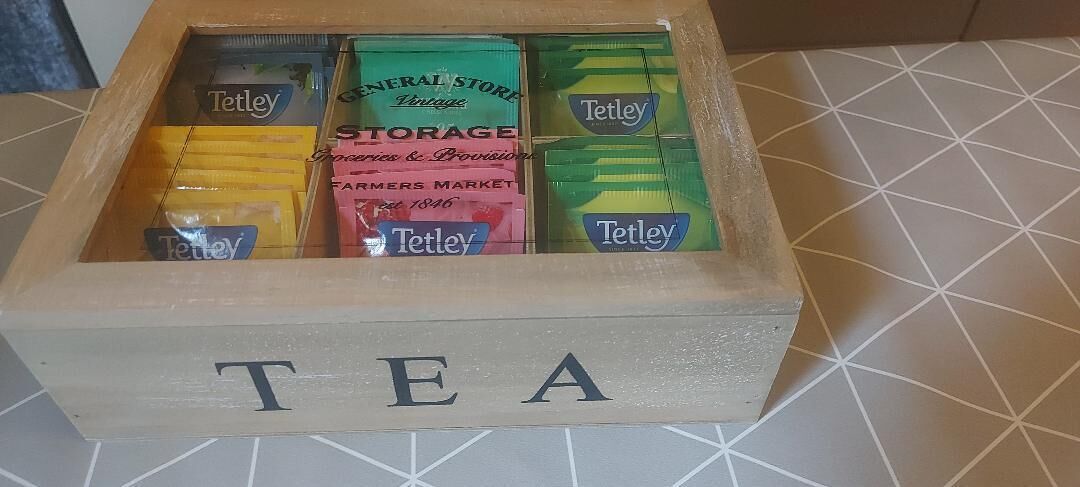 Tetley
GENERAL STORE
Vintage
Tetley
STORAGE
Groceries & Provisions
FARMERS MARKET
est 1846
Tetley
Tetley
Tetley
TEA